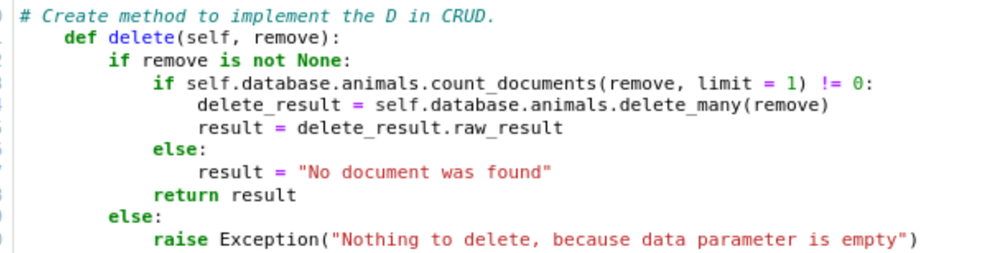 # Create method to implement the D in CRUD.
    def delete(self, remove):
        if remove is not None:
            if self.database.animals.count_documents(remove, limit = 1) != 0:
                delete_result = self.database.animals.delete_many(remove)
                result = delete_result.raw_result
            else:
                result = "No document was found"
            return result
        else:
            raise Exception("Nothing to delete, because data parameter is empty")